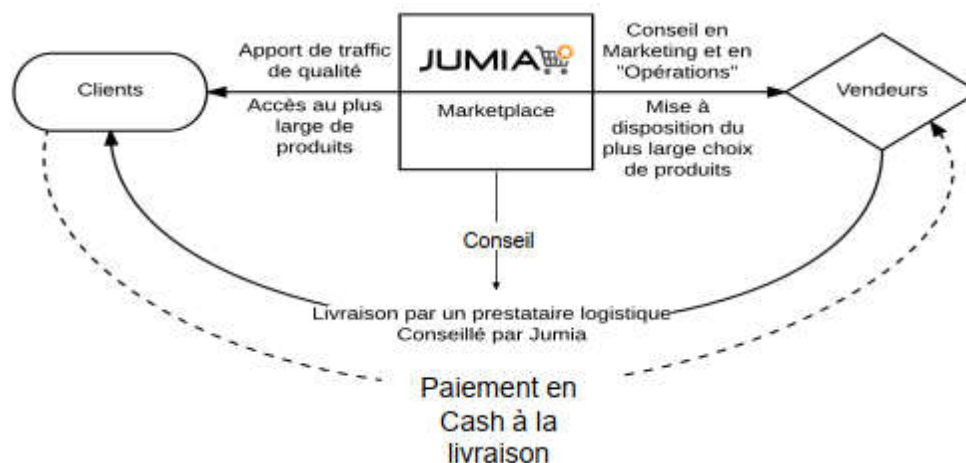 Clients
Apport de traffic
de qualité
Accès au plus
large de
produits
JUMIA
Marketplace
Conseil en
Marketing et en
"Opérations"
Mise à
disposition du
plus large choix
de produits
Vendeurs
Conseil
Livraison par un prestataire logistique
Conseillé par Jumia
Paiement en
Cash à la
livraison